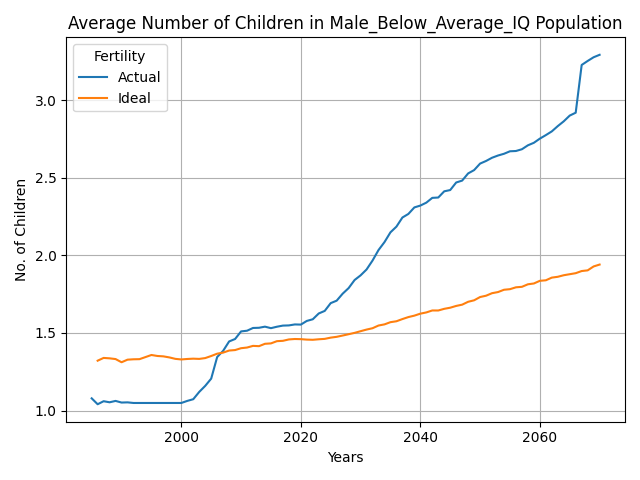 Average Number of Children in Male_Below_Average_IQ Population
Fertility
Actual
Ideal
3.0
2.5
2.0
1.5
1.0
No. of Children
2000
2020
2040
2060
Years